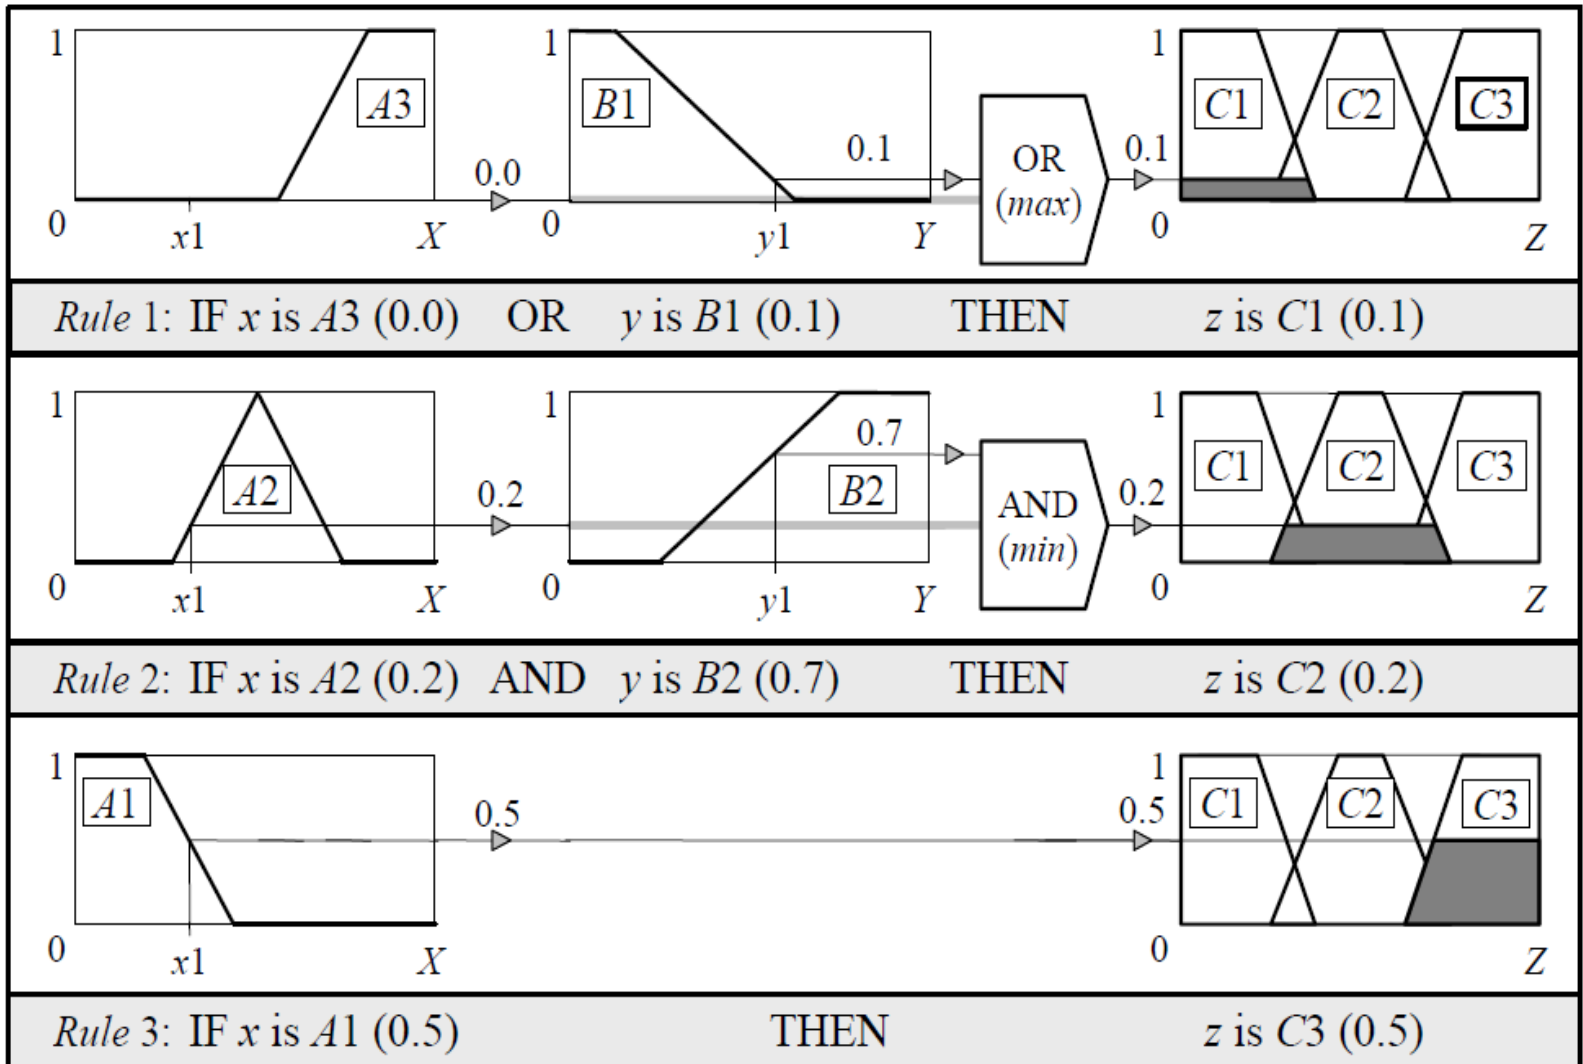 1 A3 1 B1 0.1 OR (max) 0.1 1 C1 C2 C3
0.0
0 x1 X 0 y1 Y 0 Z
Rule 1: IF x is A3 (0.0) OR y is B1 (0.1) THEN z is C1 (0.1)
1 A2 1 0.7 B2 AND (min) 0.2 1 C1 C2 C3
0.2
0 x1 X 0 y1 Y 0 Z
Rule 2: IF x is A2 (0.2) AND y is B2 (0.7) THEN z is C2 (0.2)
1 A1 0.5 1 0.5 C1 C2 C3
0 x1 X 0 Z
Rule 3: IF x is A1 (0.5) THEN z is C3 (0.5)